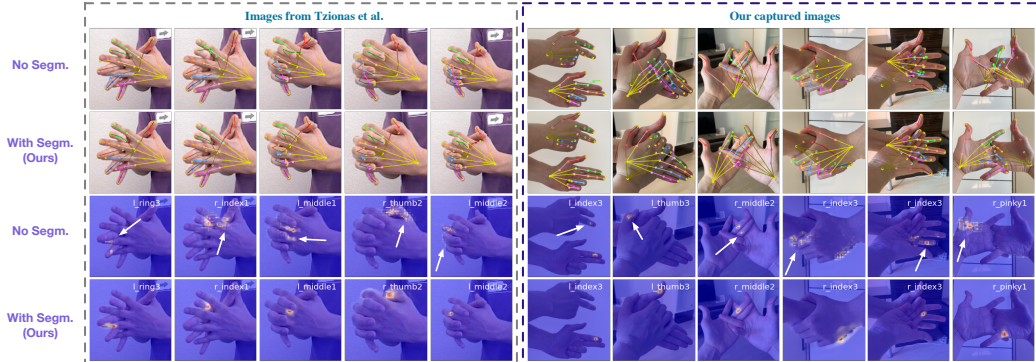 Images from Tzionas et al.
Our captured images
No Segm.
With Segm.
(Ours)
No Segm.
l_ring3
r_index1
l_middle1
r_thumb2
l_middle2
l_index3
l_thumb3
r_middle2
r_index3
r_index3
r_pinky1
With Segm.
(Ours)
l_ring3
r_index1
l_middle1
r_thumb2
l_middle2
l_index3
l_thumb3
r_middle2
r_index3
r_index3
r_pinky1